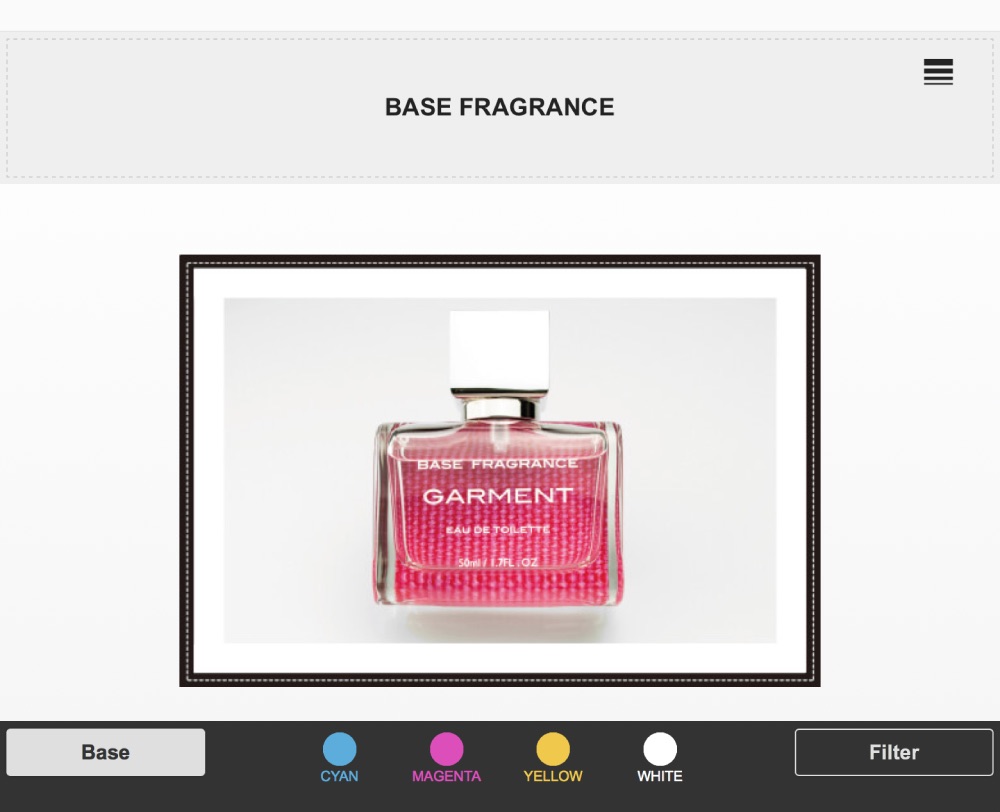 BASE FRAGRANCE
BASE FRAGRANCE
GARMENT
EAU DE TOILETTE
50ml / 1.7FL . OZ
Base
CYAN
MAGENTA
YELLOW
WHITE
Filter